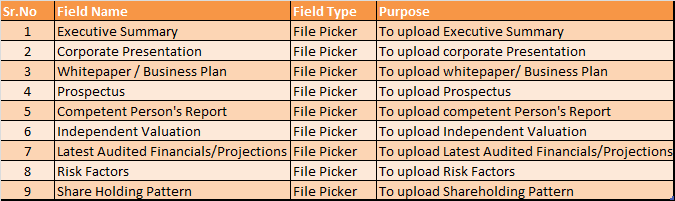 Sr.No Field Name Field Type Purpose
1 Executive Summary File Picker To upload Executive Summary
2 Corporate Presentation File Picker To upload corporate Presentation
3 Whitepaper / Business Plan File Picker To upload whitepaper/ Business Plan
4 Prospectus File Picker To upload Prospectus
5 Competent Person's Report File Picker To upload competent Person's Report
6 Independent Valuation File Picker To upload Independent Valuation
7 Latest Audited Financials/Projections File Picker To upload Latest Audited Financials/Projections
8 Risk Factors File Picker To upload Risk Factors
9 Share Holding Pattern File Picker To upload Shareholding Pattern